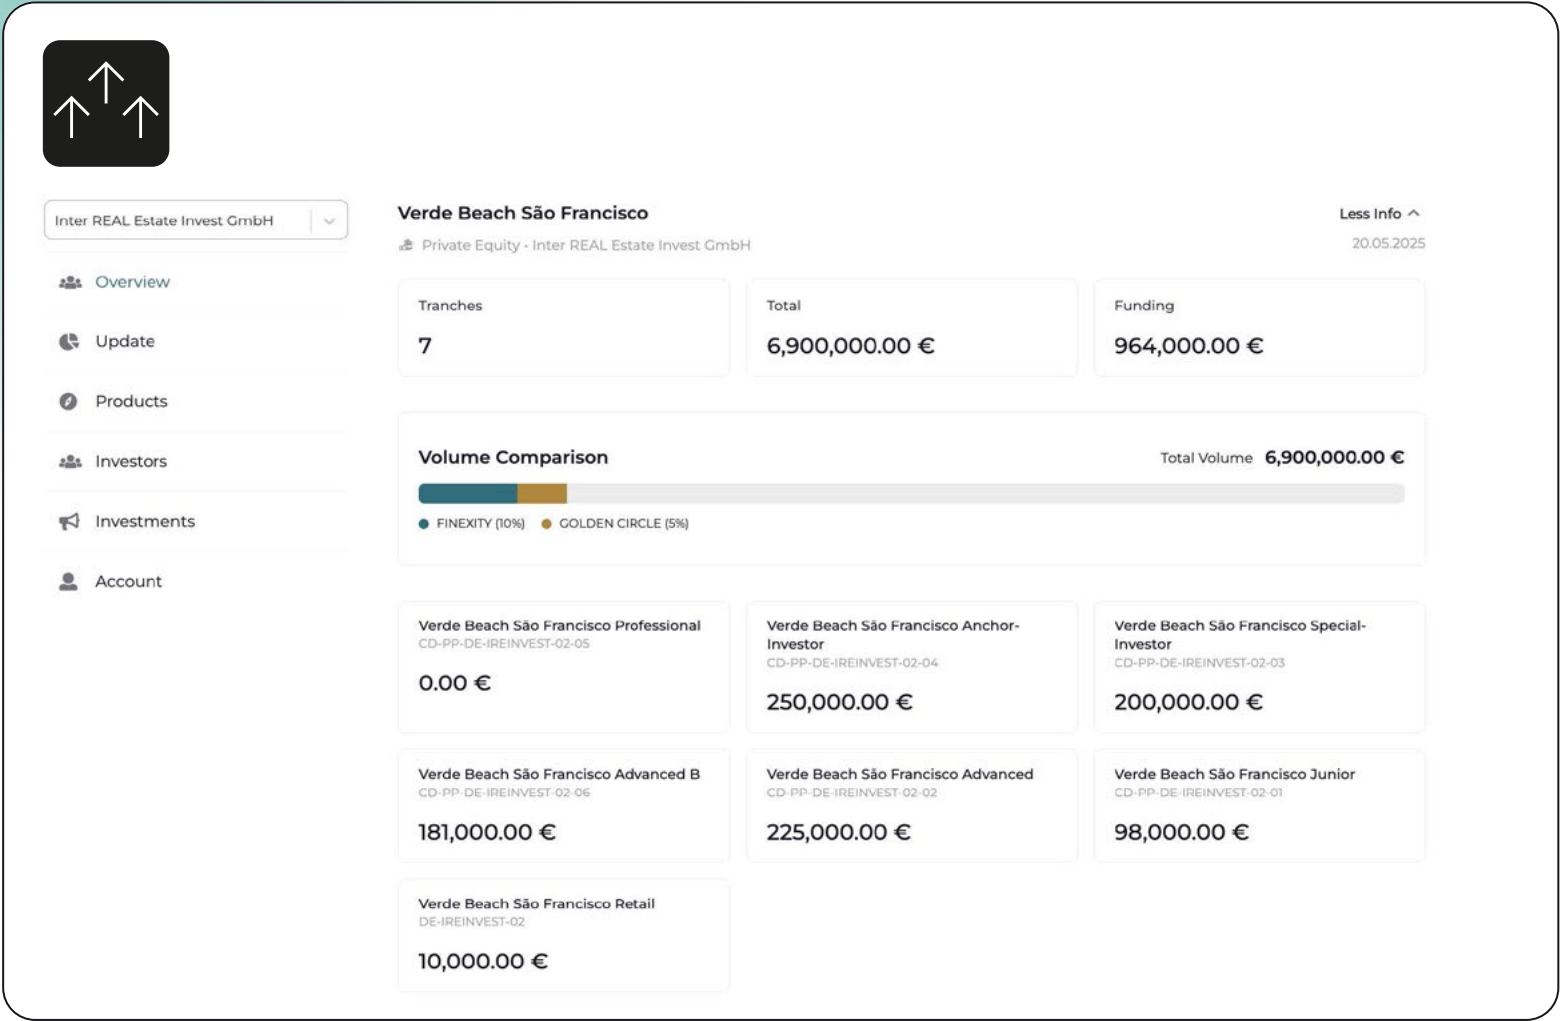 Inter REAL Estate Invest GmbH
Overview
Update
Products
Investors
Investments
Account
Verde Beach São Francisco
Less Info
Private Equity • Inter REAL Estate Invest GmbH
20.05.2025
Tranches
7
Total
6,900,000.00 €
Funding
964,000.00 €
Volume Comparison
Total Volume 6,900,000.00 €
FINEXITY (10%) GOLDEN CIRCLE (5%)
Verde Beach São Francisco Professional
CD-PP-DE-IREINVEST-02-05
0.00 €
Verde Beach São Francisco Anchor-
Investor
CD-PP-DE-IREINVEST-02-04
250,000.00 €
Verde Beach São Francisco Special-
Investor
CD-PP-DE-IREINVEST-02-03
200,000.00 €
Verde Beach São Francisco Advanced B
CD-PP-DE-IREINVEST-02-06
181,000.00 €
Verde Beach São Francisco Advanced
CD-PP-DE-IREINVEST-02-02
225,000.00 €
Verde Beach São Francisco Junior
CD-PP-DE-IREINVEST-02-01
98,000.00 €
Verde Beach São Francisco Retail
DE-IREINVEST-02
10,000.00 €